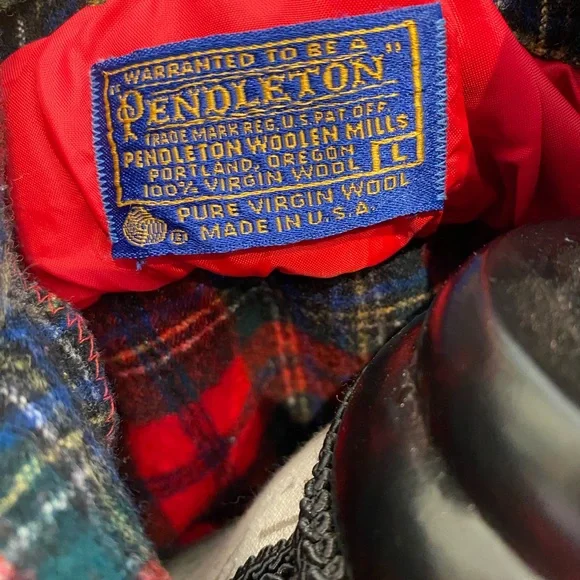 "WARRANTED TO BE A
PENDLETON"
TRADE MARK REG. U.S. PAT. OFF.
PENDLETON WOOLEN MILLS
PORTLAND, OREGON
100% VIRGIN WOOL L
PURE VIRGIN WOOL
MADE IN U.S.A.